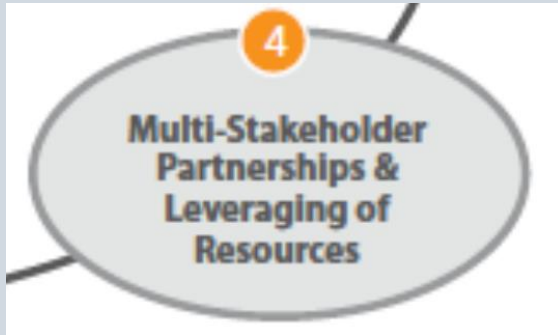 4
Multi-Stakeholder
Partnerships &
Leveraging of
Resources